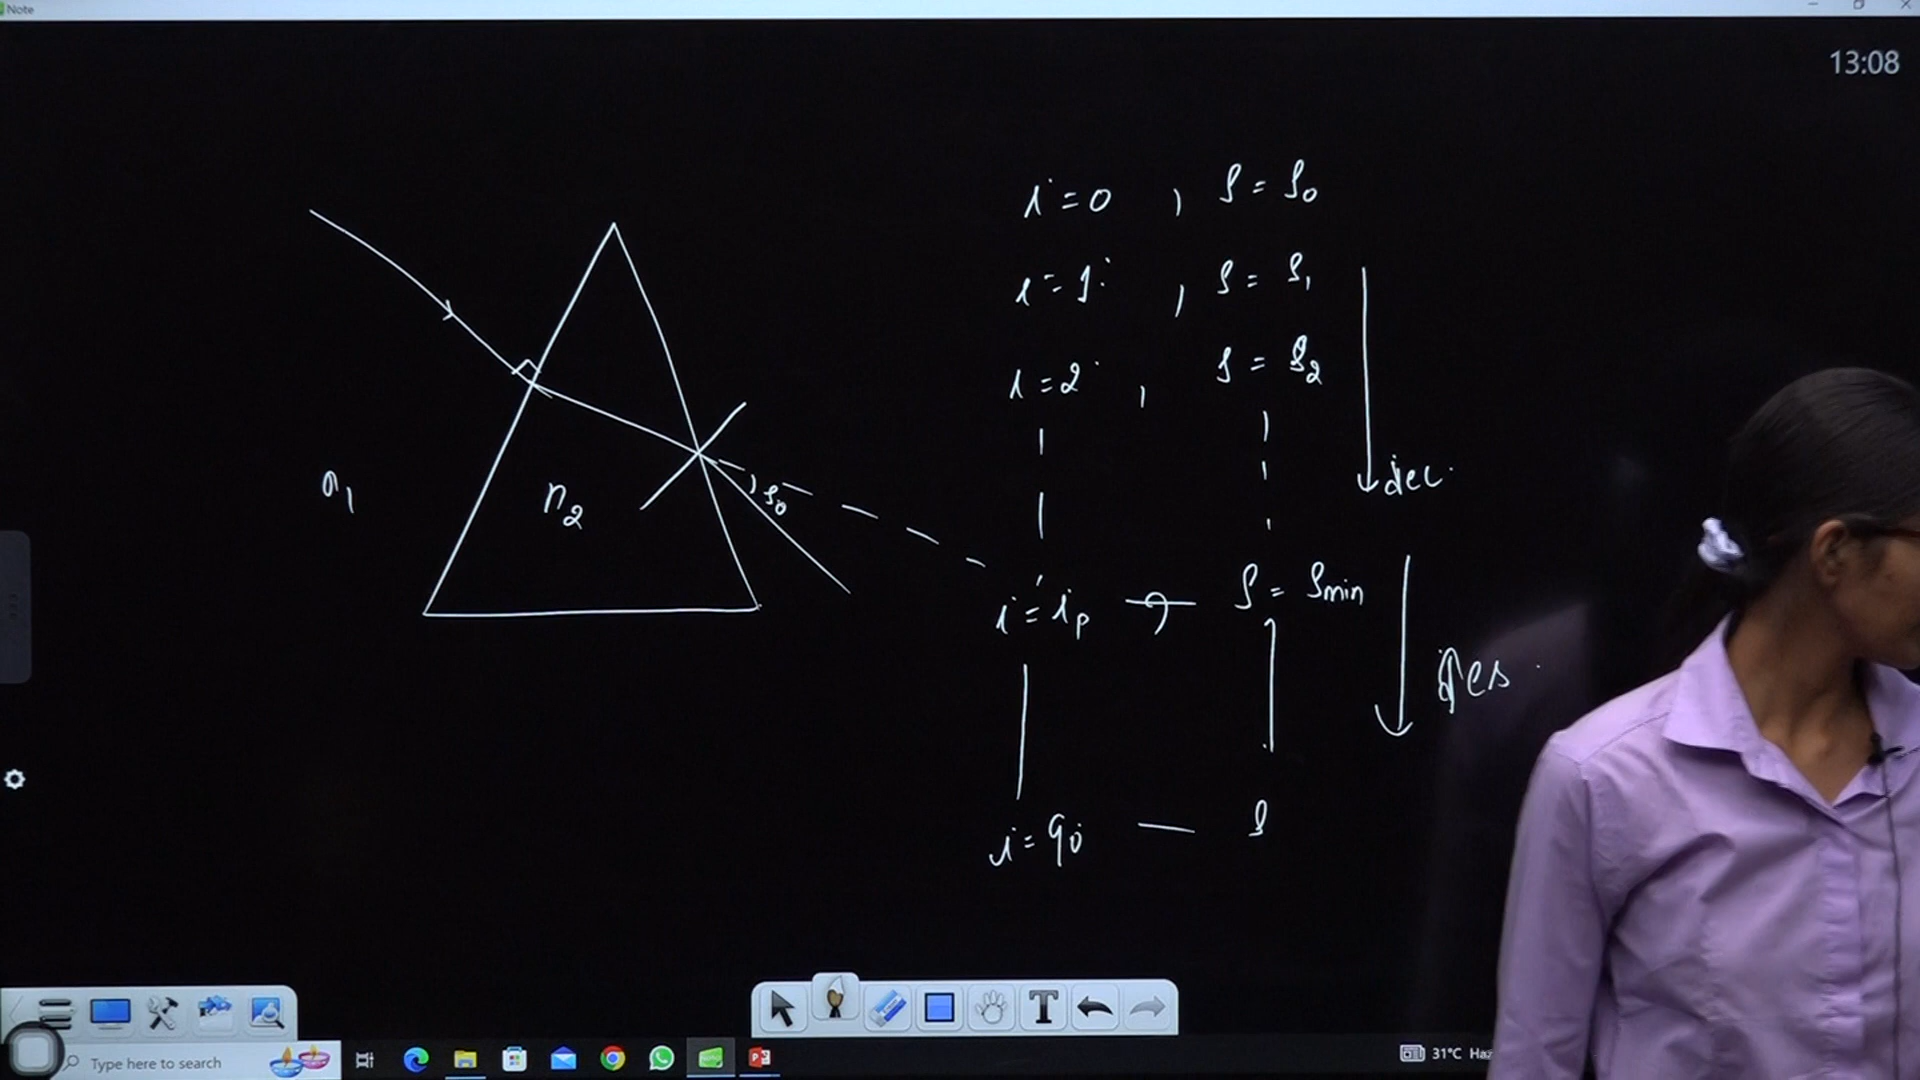 Note
13:08
i = 0 , δ = δ0
i = 1° , δ = δ1
i = 2° , δ = δ2
dec.
δ0
n1
n2
i = ip δ = δmin
i = 90 — δ
Type here to search
T
31°C Haz